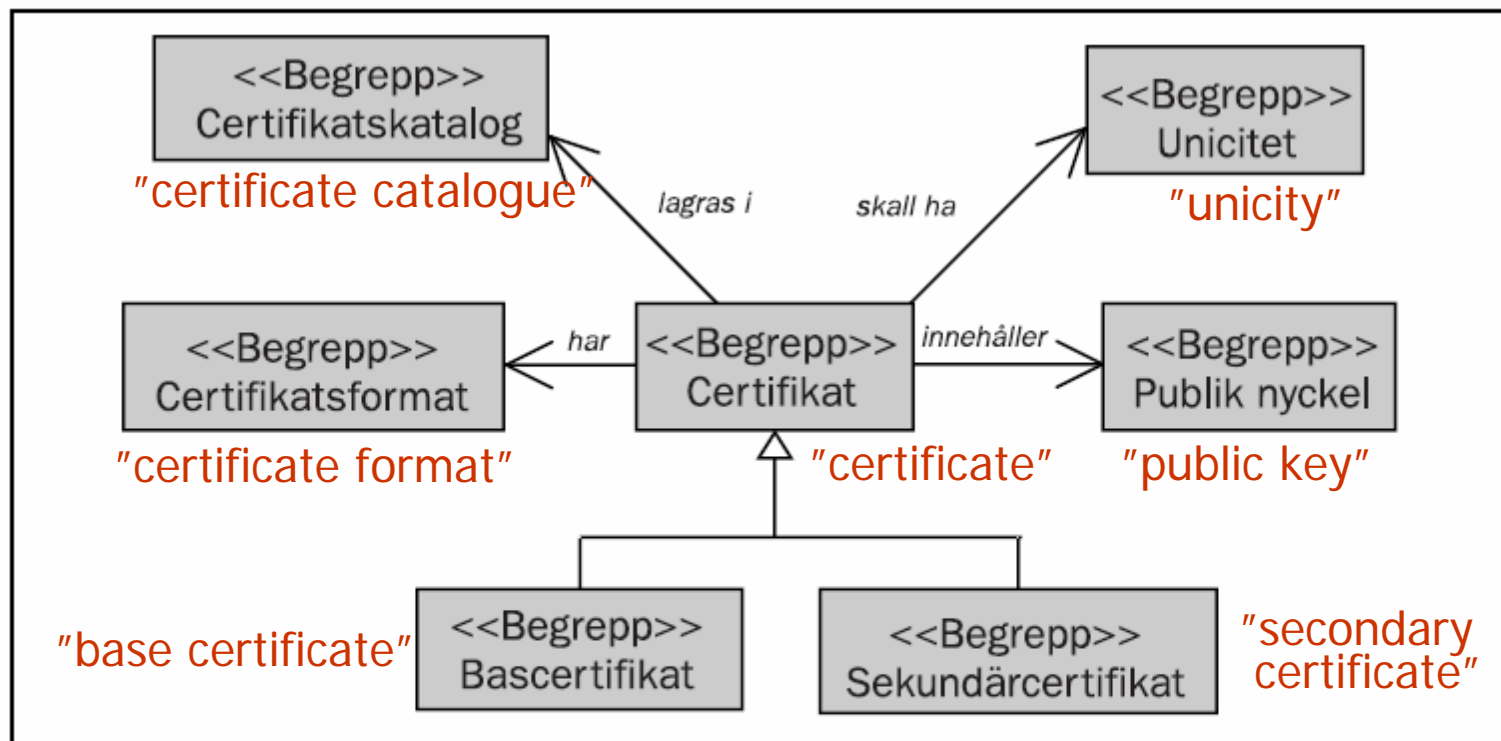 <<Begrepp>>
Certifikatskatalog
"certificate catalogue"
<<Begrepp>>
Unicitet
"unicity"
lagras i
skall ha
<<Begrepp>>
Certifikatsformat
"certificate format"
har
<<Begrepp>>
Certifikat
"certificate"
innehåller
<<Begrepp>>
Publik nyckel
"public key"
"base certificate"
<<Begrepp>>
Bascertifikat
<<Begrepp>>
Sekundärcertifikat
"secondary
certificate"